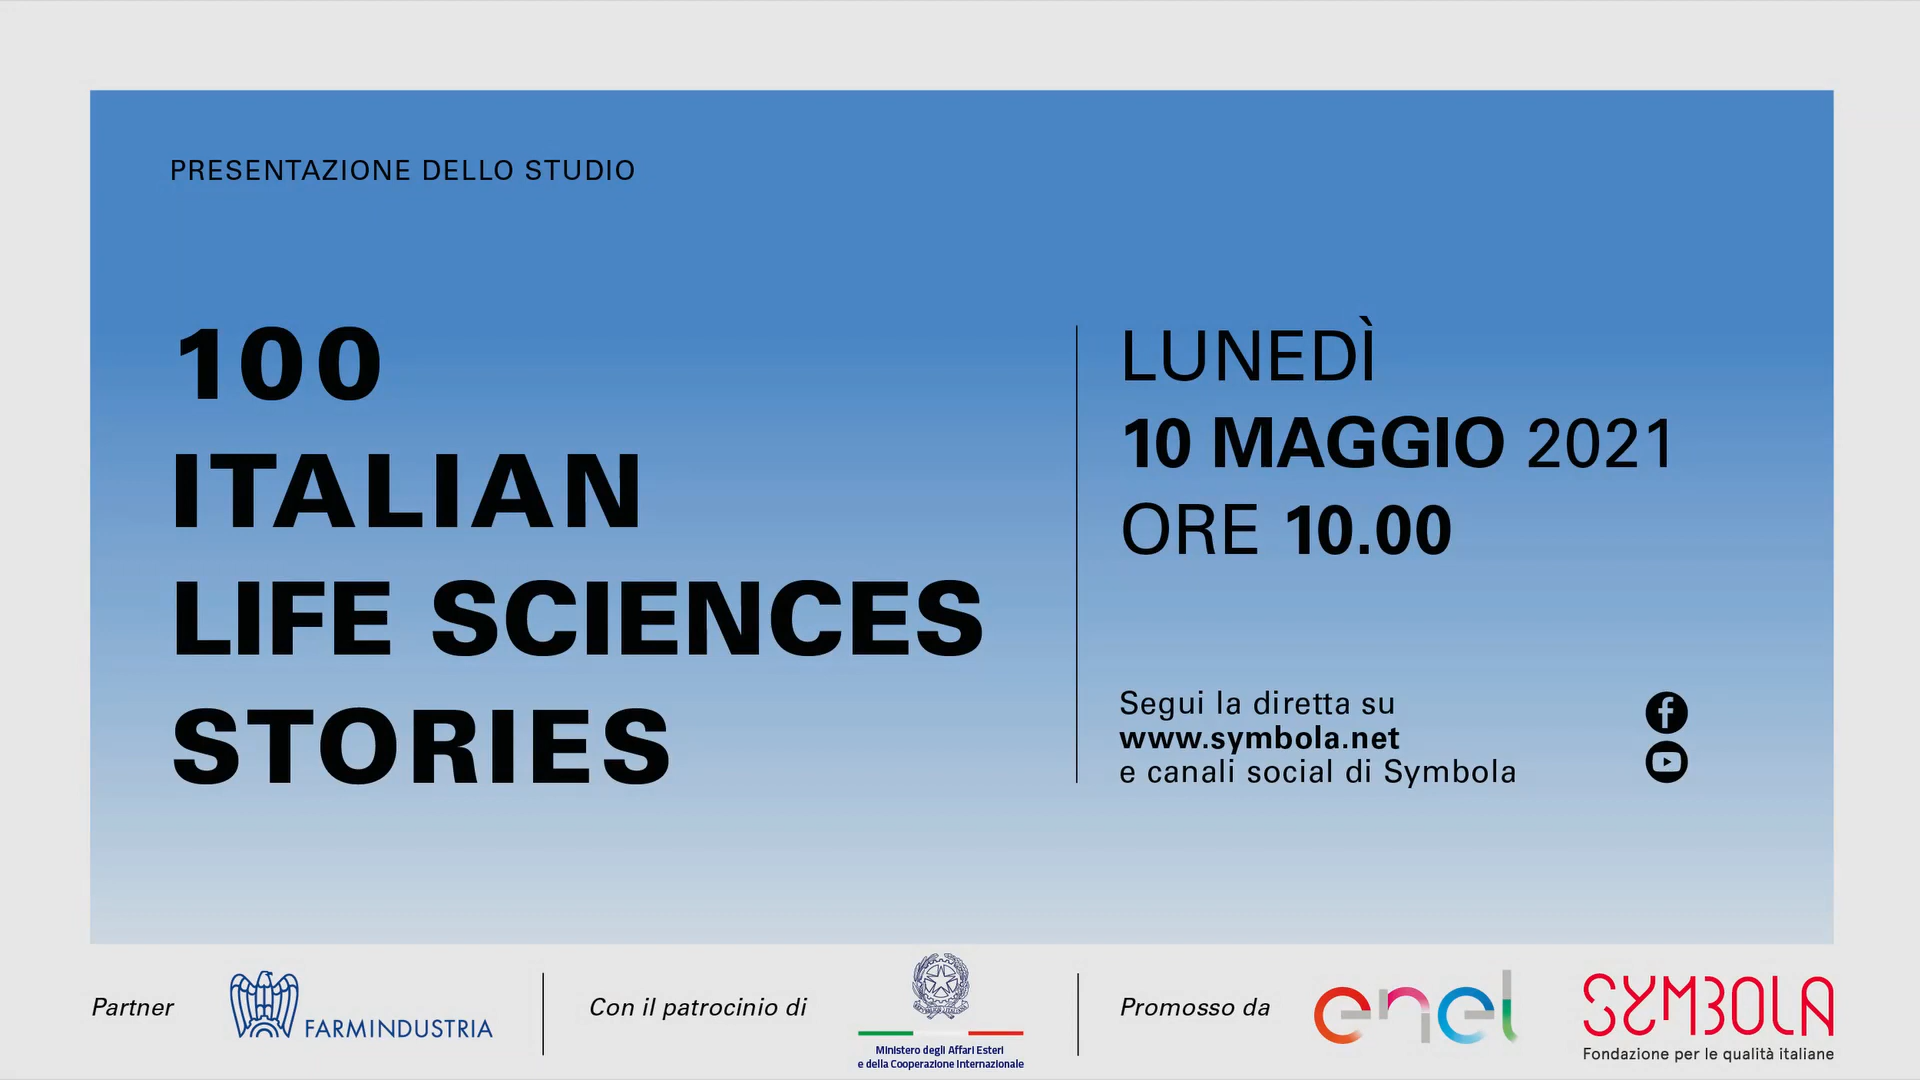 PRESENTAZIONE DELLO STUDIO
100
ITALIAN
LIFE SCIENCES
STORIES
LUNEDÌ
10 MAGGIO 2021
ORE 10.00
Segui la diretta su
www.symbola.net
e canali social di Symbola
Partner
FARMINDUSTRIA
Con il patrocinio di
Ministero degli Affari Esteri
e della Cooperazione Internazionale
Promosso da
enel
SYMBOLA
Fondazione per le qualità italiane